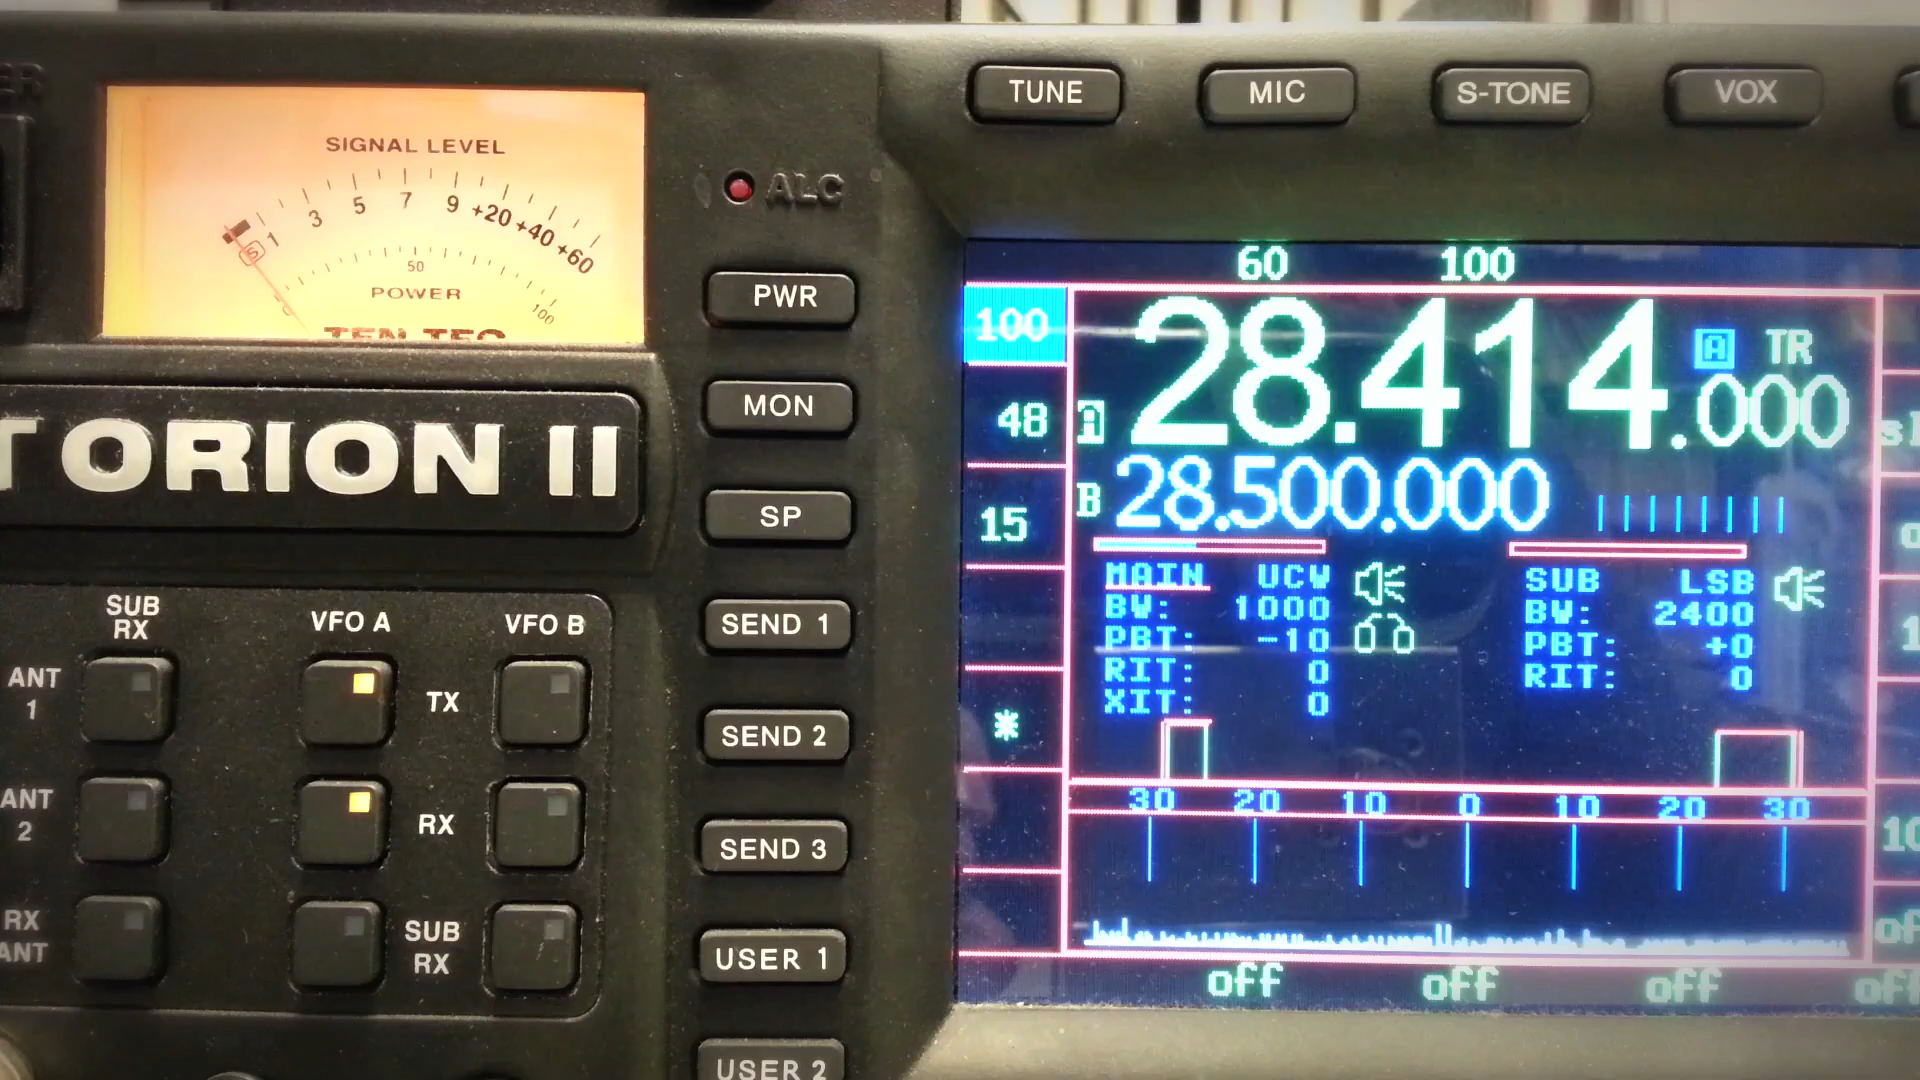 TUNE
MIC
S-TONE
VOX
SIGNAL LEVEL
S 1 3 5 7 9 +20 +40 +60
0 50 100
POWER
TEN-TEC
ALC
ORION II
PWR
MON
SP
SEND 1
SEND 2
SEND 3
USER 1
USER 2
SUB RX
VFO A
VFO B
ANT 1
TX
ANT 2
RX
RX ANT
SUB RX
60 100
100
48
15
*
A 28.414.000
A TR
B 28.500.000
MAIN UCW
BW: 1000
PBT: -10
RIT: 0
XIT: 0
SUB LSB
BW: 2400
PBT: +0
RIT: 0
30 20 10 0 10 20 30
off off off off